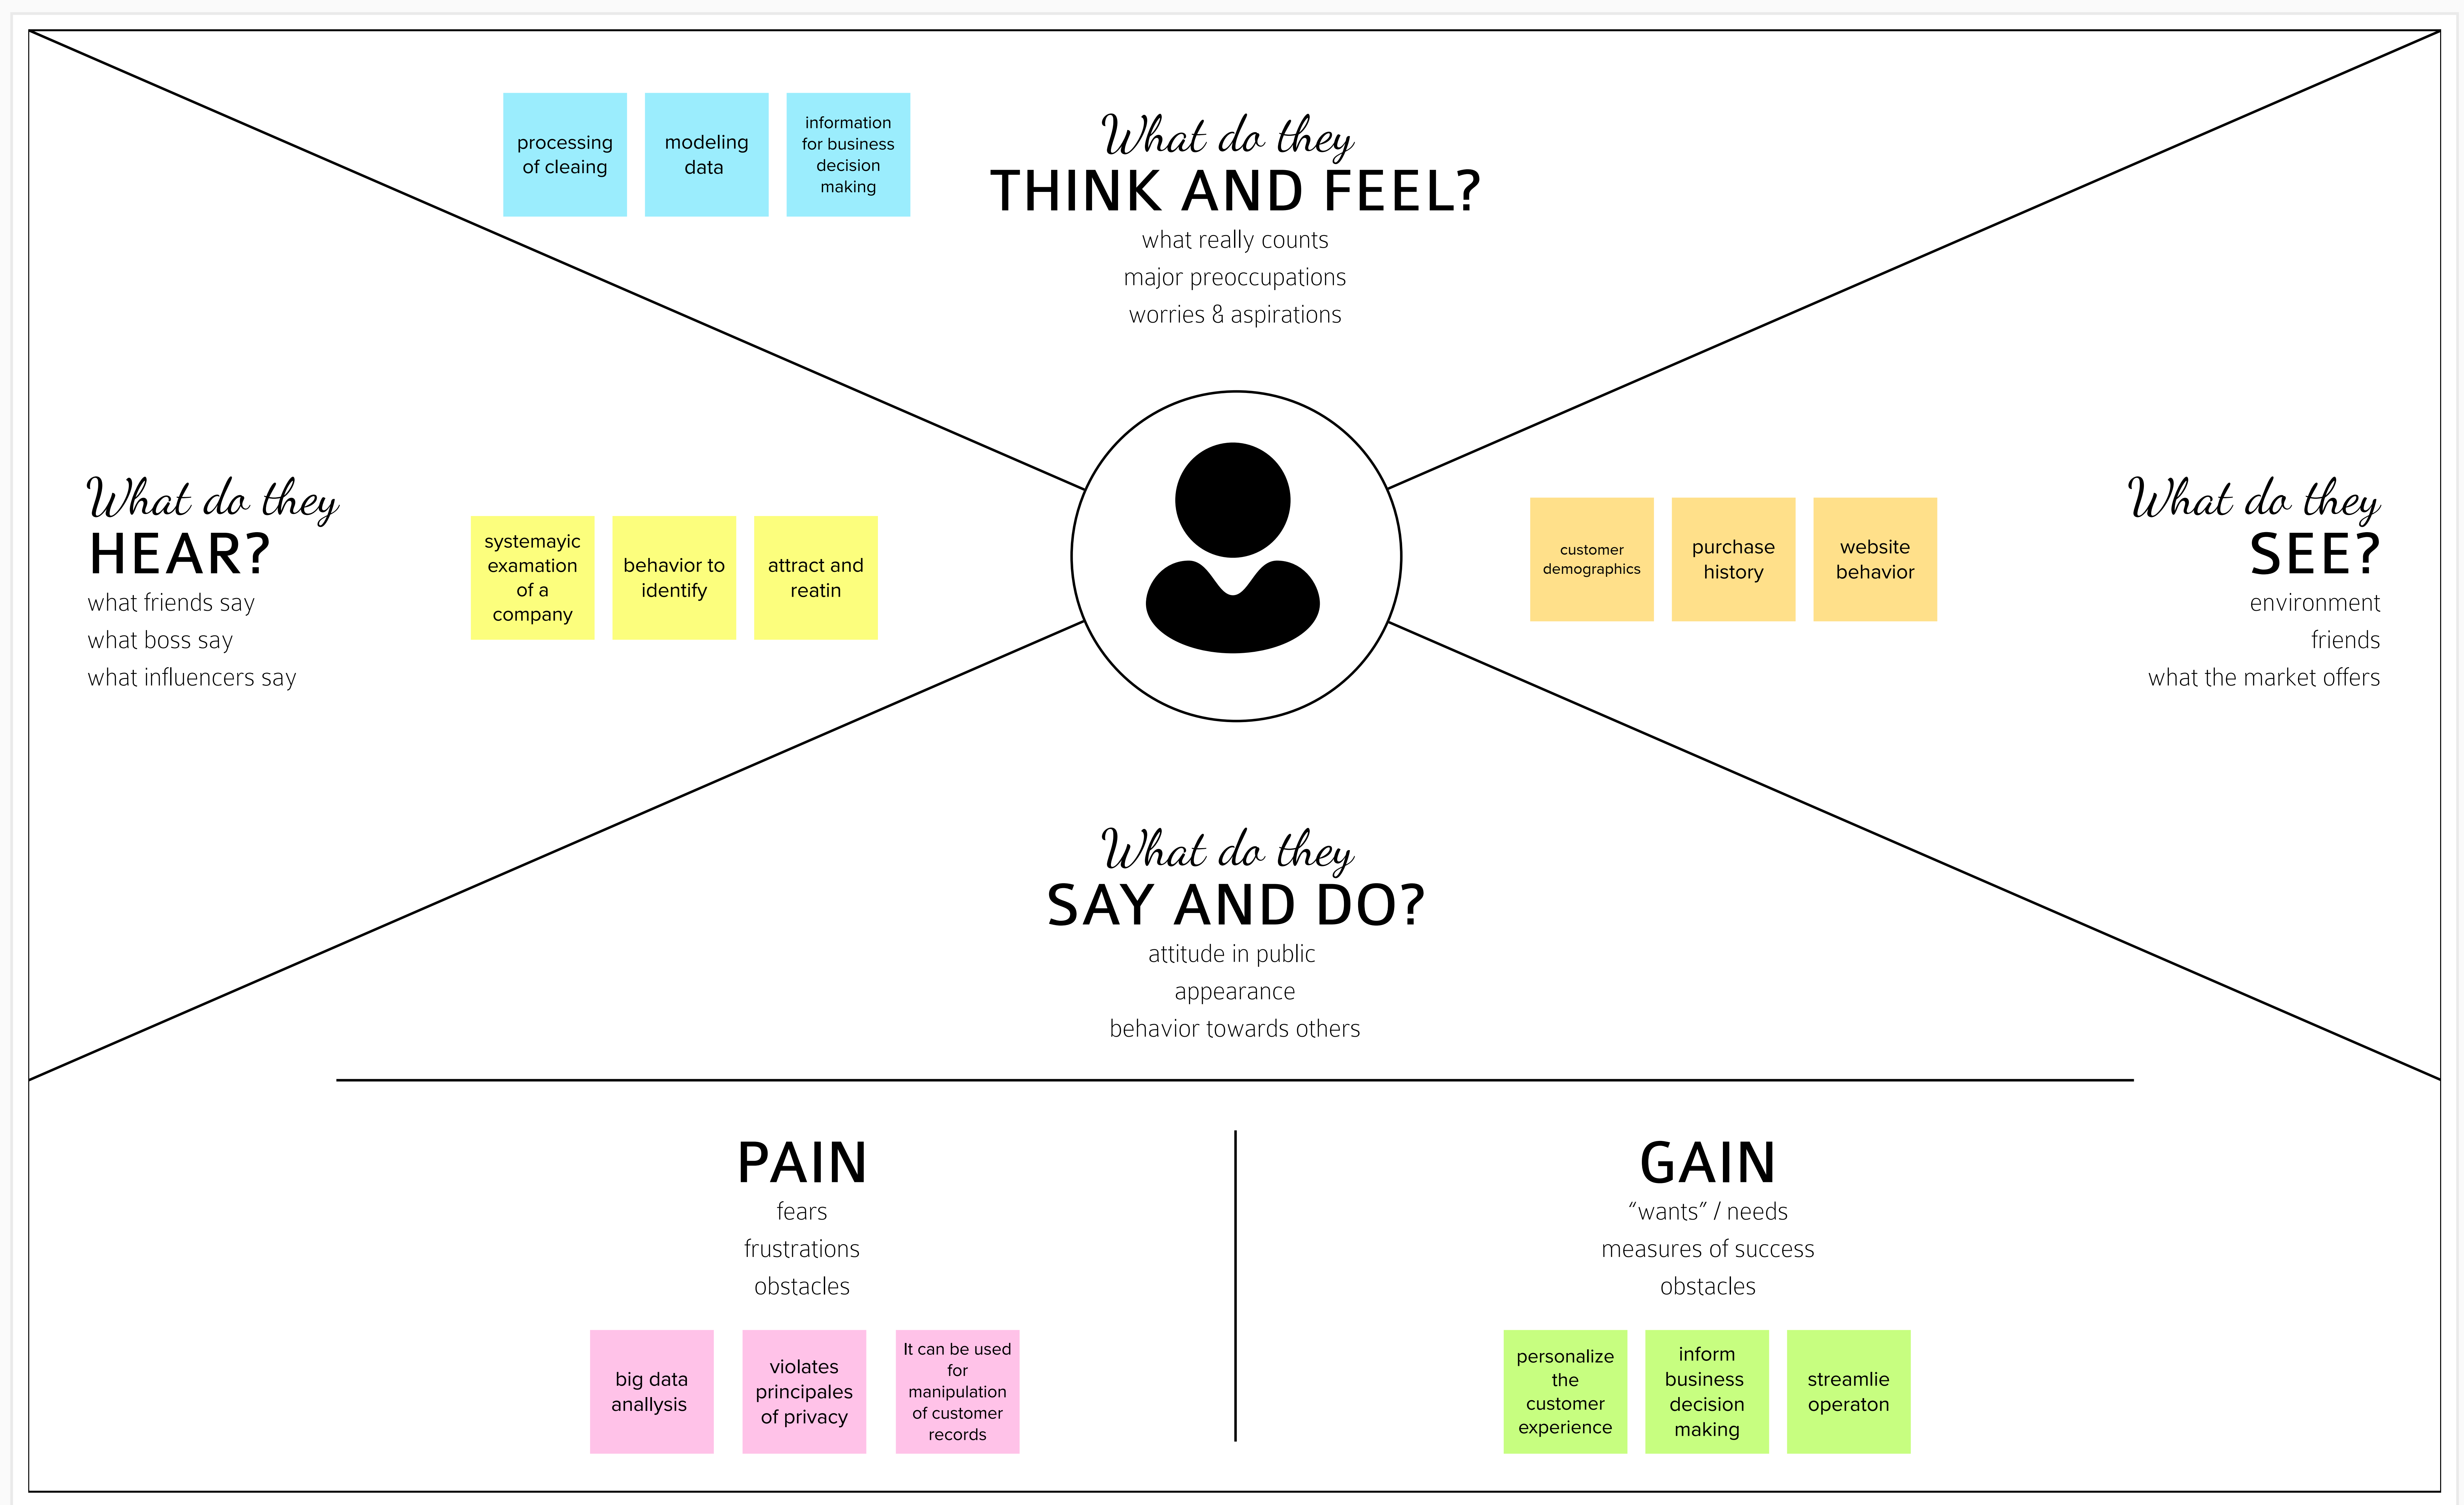 processing
of cleaing
modeling
data
information
for business
decision
making
What do they
THINK AND FEEL?
what really counts
major preoccupations
worries & aspirations
What do they
HEAR?
what friends say
what boss say
what influencers say
systemayic
examation
of a
company
behavior to
identify
attract and
reatin
customer
demographics
purchase
history
website
behavior
What do they
SEE?
environment
friends
what the market offers
What do they
SAY AND DO?
attitude in public
appearance
behavior towards others
PAIN
fears
frustrations
obstacles
big data
anallysis
violates
principales
of privacy
It can be used
for
manipulation
of customer
records
GAIN
“wants” / needs
measures of success
obstacles
personalize
the
customer
experience
inform
business
decision
making
streamlie
operaton